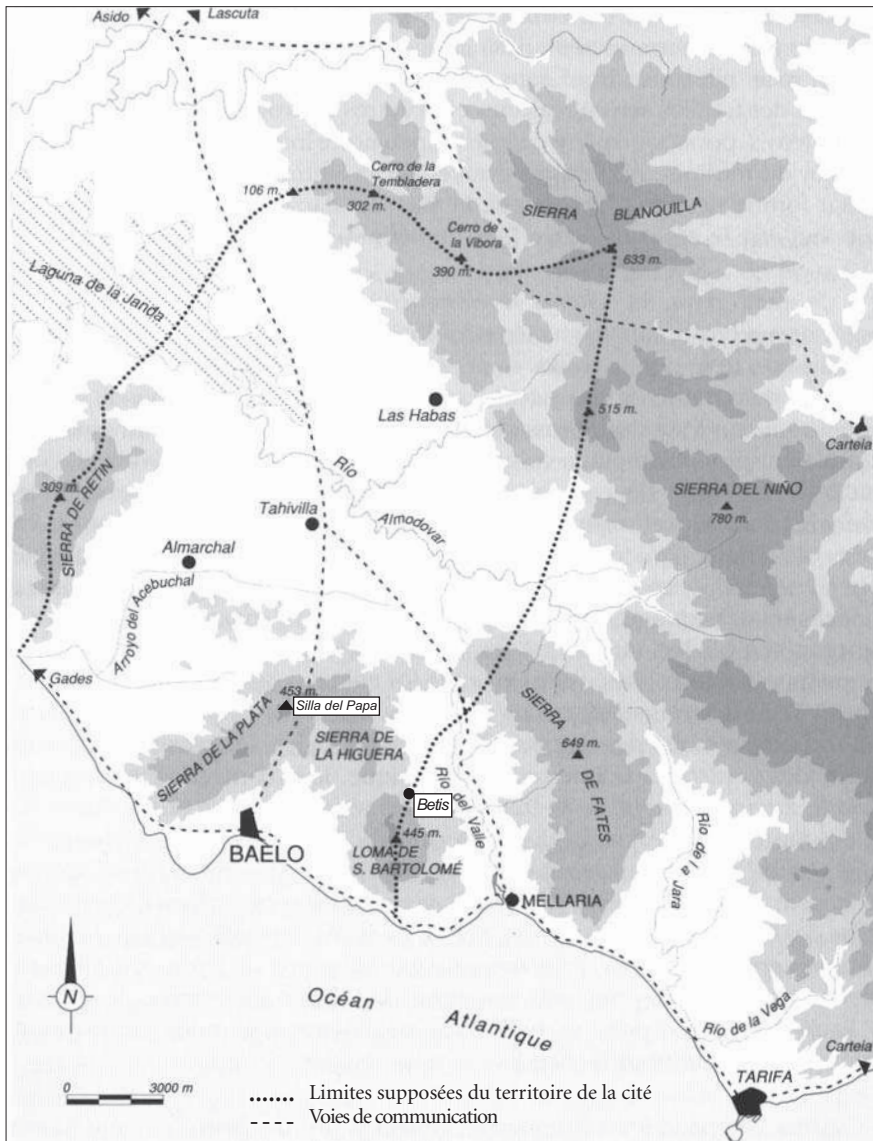 Asido
Lascuta
Cerro de la
Tembladera
106 m.
302 m.
SIERRA
BLANQUILLA
Cerro de
la Vibora
390 m.
633 m.
Laguna de la Janda
Las Habas
515 m.
Carteia
309 m.
SIERRA DE RETIN
Río
SIERRA DEL NIÑO
780 m.
Tahivilla
Almodovar
Almarchal
Arroyo del Acebuchal
Gades
453 m.
Silla del Papa
SIERRA DE LA PLATA
SIERRA DE
LA HIGUERA
SIERRA
DE FATES
649 m.
Betis
Río del Valle
BAELO
445 m.
LOMA DE
S. BARTOLOMÉ
MELLARIA
Río de la Jara
N
Océan
Atlantique
Río de la Vega
Carteia
TARIFA
0 3000 m
Limites supposées du territoire de la cité
Voies de communication